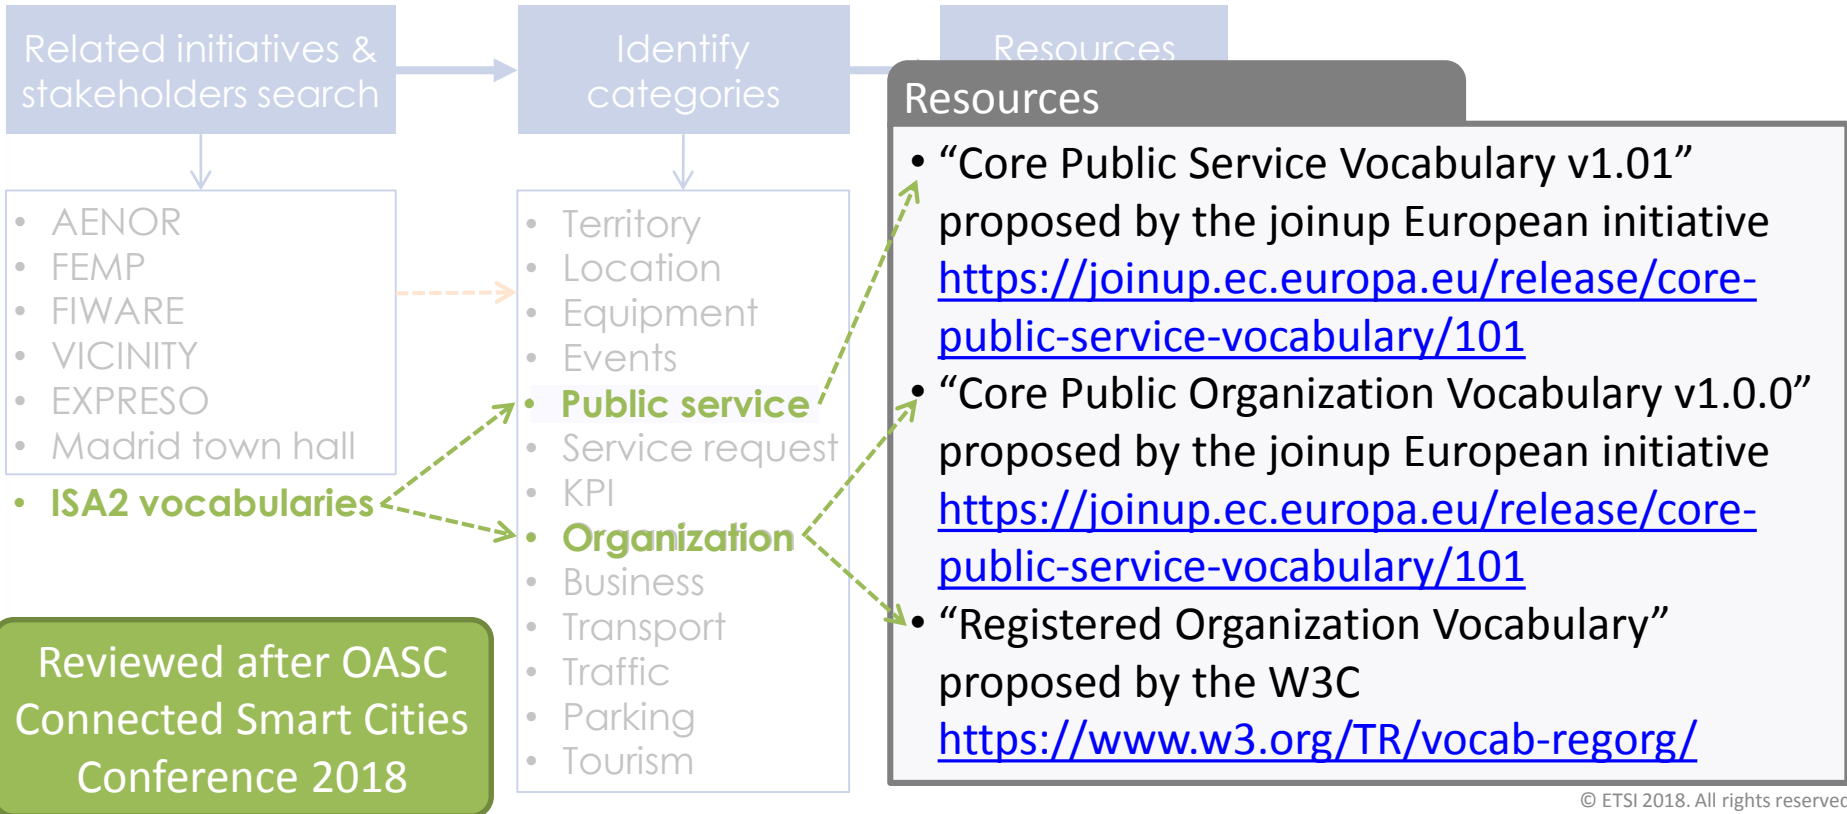 Related initiatives &
stakeholders search
Identify
categories
Resources
• AENOR
• FEMP
• FIWARE
• VICINITY
• EXPRESO
• Madrid town hall
• ISA2 vocabularies
• Territory
• Location
• Equipment
• Events
• Public service
• Service request
• KPI
• Organization
• Business
• Transport
• Traffic
• Parking
• Tourism
Resources
• “Core Public Service Vocabulary v1.01”
proposed by the joinup European initiative
https://joinup.ec.europa.eu/release/core-
public-service-vocabulary/101
• “Core Public Organization Vocabulary v1.0.0”
proposed by the joinup European initiative
https://joinup.ec.europa.eu/release/core-
public-service-vocabulary/101
• “Registered Organization Vocabulary”
proposed by the W3C
https://www.w3.org/TR/vocab-regorg/
Reviewed after OASC
Connected Smart Cities
Conference 2018
© ETSI 2018. All rights reserved